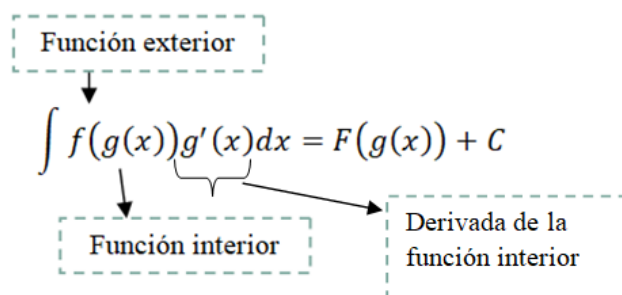 Función exterior
∫ f(g(x))g′(x)dx = F(g(x)) + C
Función interior
Derivada de la
función interior